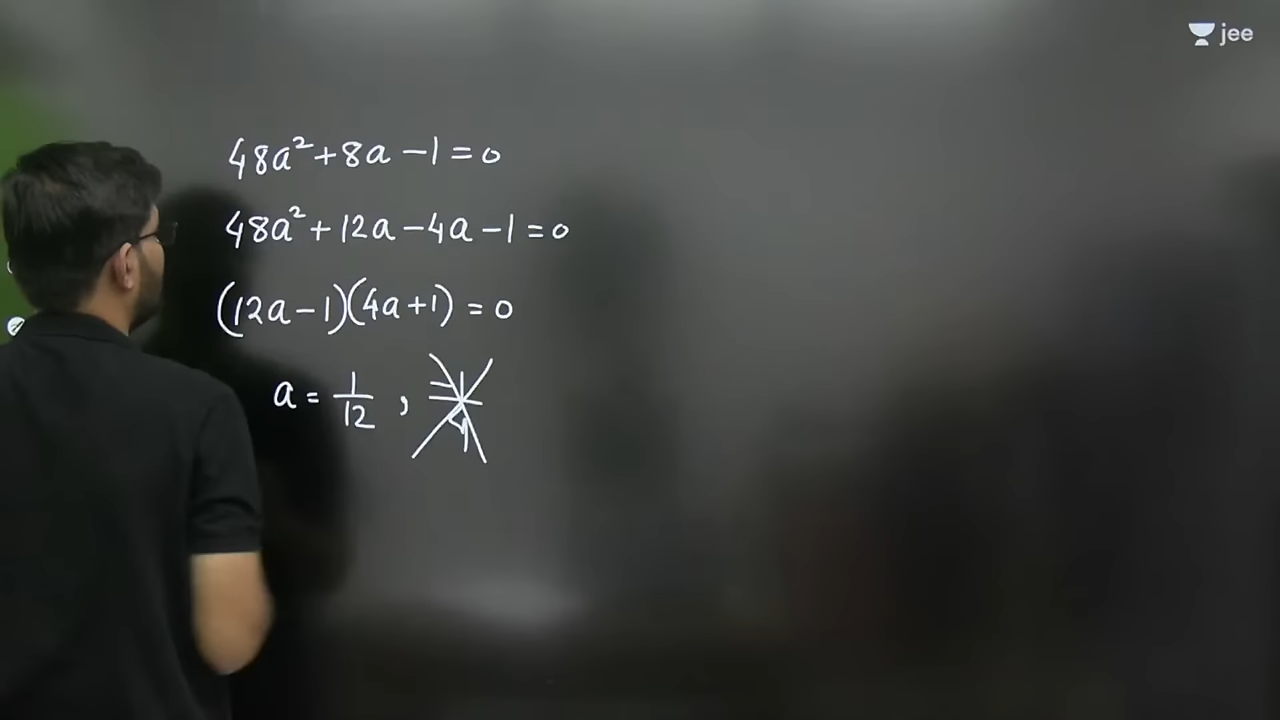 jee
48a²+8a-1=0
48a²+12a-4a-1=0
(12a-1)(4a+1)=0
a=1/12,